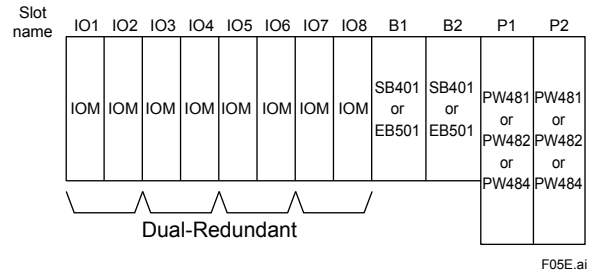 Slot
name
IO1 IO2 IO3 IO4 IO5 IO6 IO7 IO8 B1 B2 P1 P2
IOM IOM IOM IOM IOM IOM IOM IOM
SB401
or
EB501
SB401
or
EB501
PW481
or
PW482
or
PW484
PW481
or
PW482
or
PW484
Dual-Redundant
F05E.ai